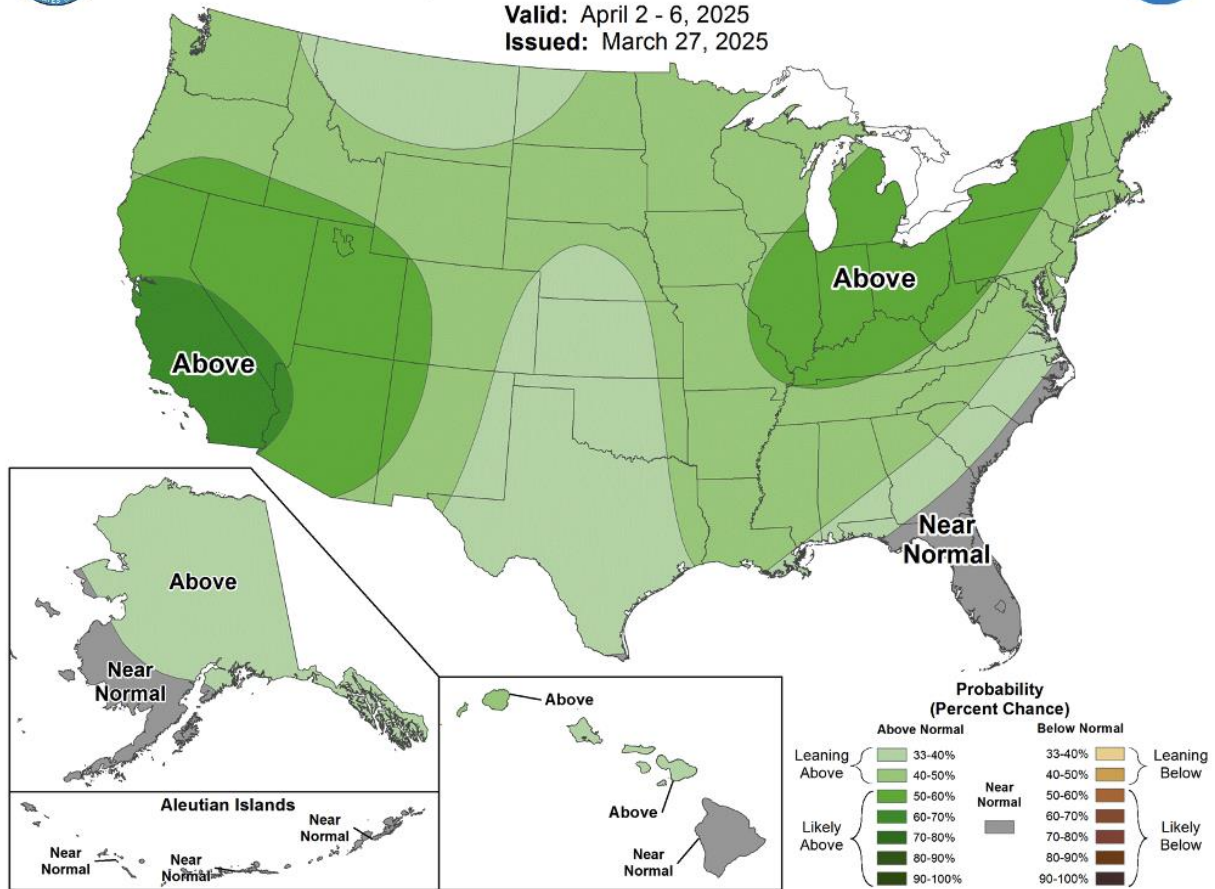 Valid: April 2 - 6, 2025
Issued: March 27, 2025
Above
Above
Near
Normal
Above
Near
Normal
Aleutian Islands
Near
Normal
Near
Normal
Near
Normal
Above
Above
Near
Normal
Probability
(Percent Chance)
Above Normal
Below Normal
Leaning
Above
33-40%
40-50%
Likely
Above
50-60%
60-70%
70-80%
80-90%
90-100%
Near
Normal
33-40%
40-50%
Leaning
Below
50-60%
60-70%
70-80%
80-90%
90-100%
Likely
Below